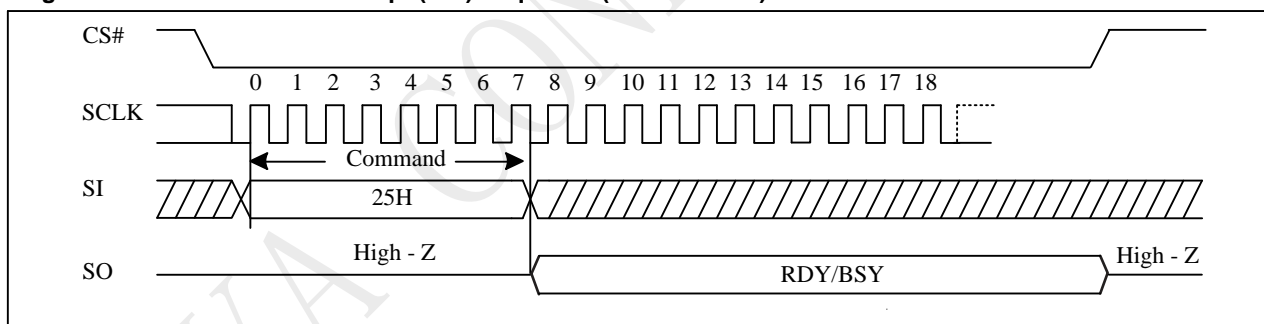 CS#
0 1 2 3 4 5 6 7 8 9 10 11 12 13 14 15 16 17 18
SCLK
Command
SI
25H
High - Z
High - Z
SO
RDY/BSY